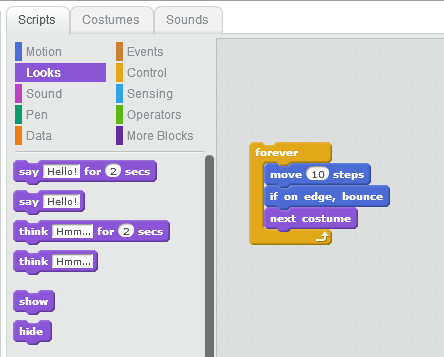 Scripts Costumes Sounds
Motion Events
Looks Control
Sound Sensing
Pen Operators
Data More Blocks
say Hello! for 2 secs
say Hello!
think Hmm... for 2 secs
think Hmm...
show
hide
forever
move 10 steps
if on edge, bounce
next costume